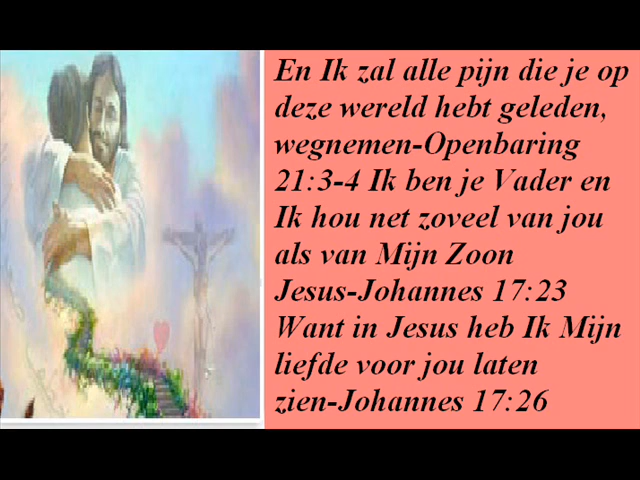 En Ik zal alle pijn die je op
deze wereld hebt geleden,
wegnemen-Openbaring
21:3-4 Ik ben je Vader en
Ik hou net zoveel van jou
als van Mijn Zoon
Jesus-Johannes 17:23
Want in Jesus heb Ik Mijn
liefde voor jou laten
zien-Johannes 17:26